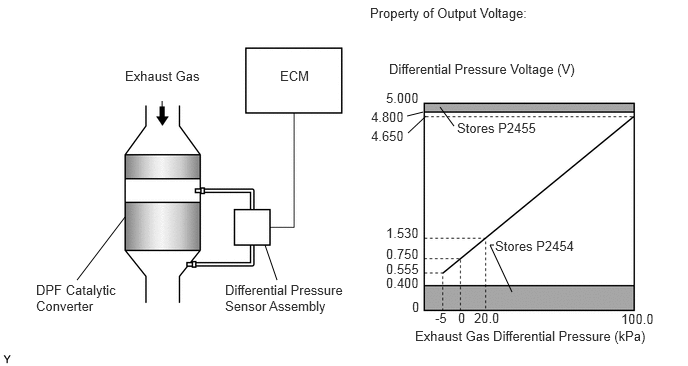 Property of Output Voltage:
Exhaust Gas
ECM
DPF Catalytic
Converter
Differential Pressure
Sensor Assembly
Differential Pressure Voltage (V)
5.000
4.800
4.650
Stores P2455
1.530
Stores P2454
0.750
0.555
0.400
0
-5 0 20.0 100.0
Exhaust Gas Differential Pressure (kPa)
Y